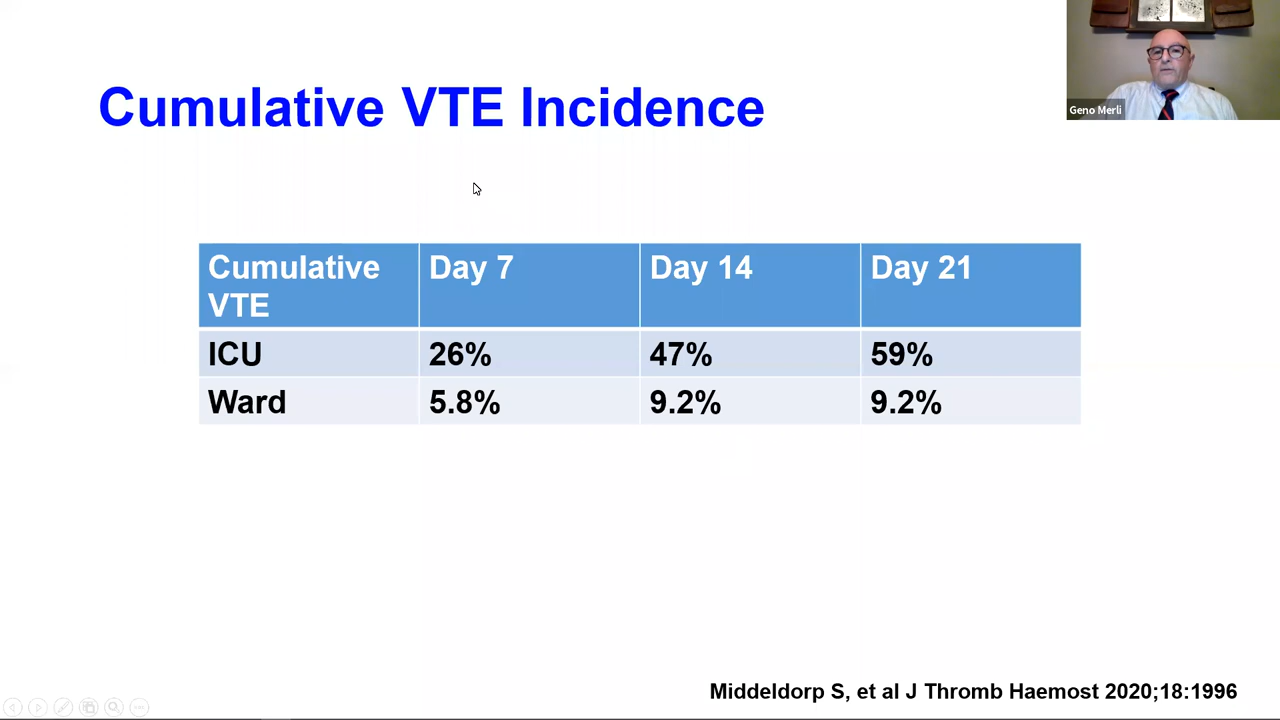 Geno Merli
Cumulative VTE Incidence
Cumulative VTE Day 7 Day 14 Day 21
ICU 26% 47% 59%
Ward 5.8% 9.2% 9.2%
Middeldorp S, et al J Thromb Haemost 2020;18:1996